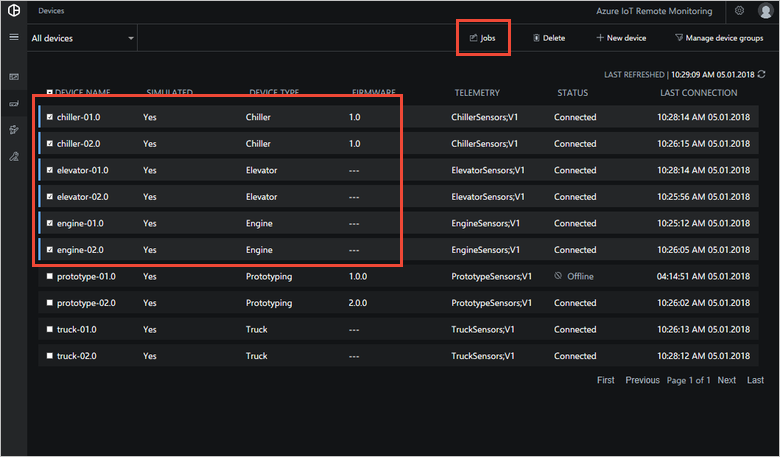 Devices
Azure IoT Remote Monitoring
All devices
Jobs
Delete
New device
Manage device groups
LAST REFRESHED | 10:29:09 AM 05.01.2018
DEVICE NAME SIMULATED DEVICE TYPE FIRMWARE TELEMETRY STATUS LAST CONNECTION
chiller-01.0 Yes Chiller 1.0 ChillerSensors;V1 Connected 10:28:14 AM 05.01.2018
chiller-02.0 Yes Chiller 1.0 ChillerSensors;V1 Connected 10:26:15 AM 05.01.2018
elevator-01.0 Yes Elevator --- ElevatorSensors;V1 Connected 10:28:14 AM 05.01.2018
elevator-02.0 Yes Elevator --- ElevatorSensors;V1 Connected 10:25:56 AM 05.01.2018
engine-01.0 Yes Engine --- EngineSensors;V1 Connected 10:25:12 AM 05.01.2018
engine-02.0 Yes Engine --- EngineSensors;V1 Connected 10:26:05 AM 05.01.2018
prototype-01.0 Yes Prototyping 1.0.0 PrototypeSensors;V1 Offline 04:14:51 AM 05.01.2018
prototype-02.0 Yes Prototyping 2.0.0 PrototypeSensors;V1 Connected 10:26:02 AM 05.01.2018
truck-01.0 Yes Truck --- TruckSensors;V1 Connected 10:26:13 AM 05.01.2018
truck-02.0 Yes Truck --- TruckSensors;V1 Connected 10:28:12 AM 05.01.2018
First Previous Page 1 of 1 Next Last